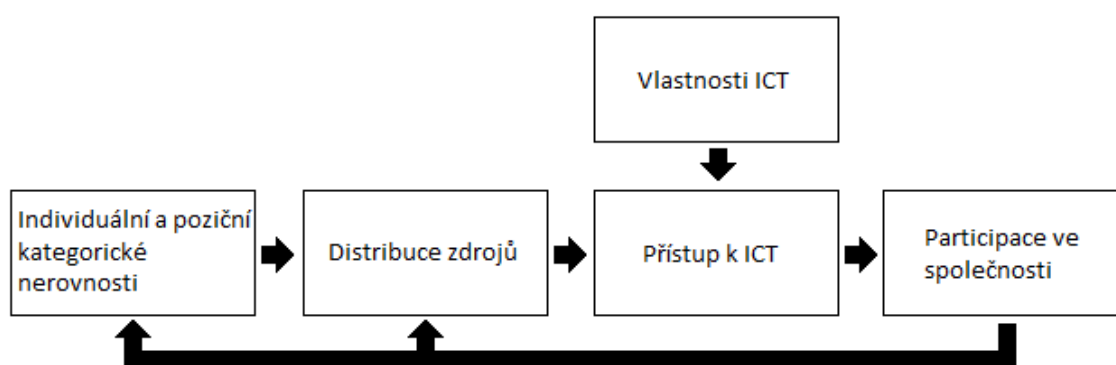 Vlastnosti ICT
Individuální a poziční
kategorické
nerovnosti
Distribuce zdrojů
Přístup k ICT
Participace ve
společnosti